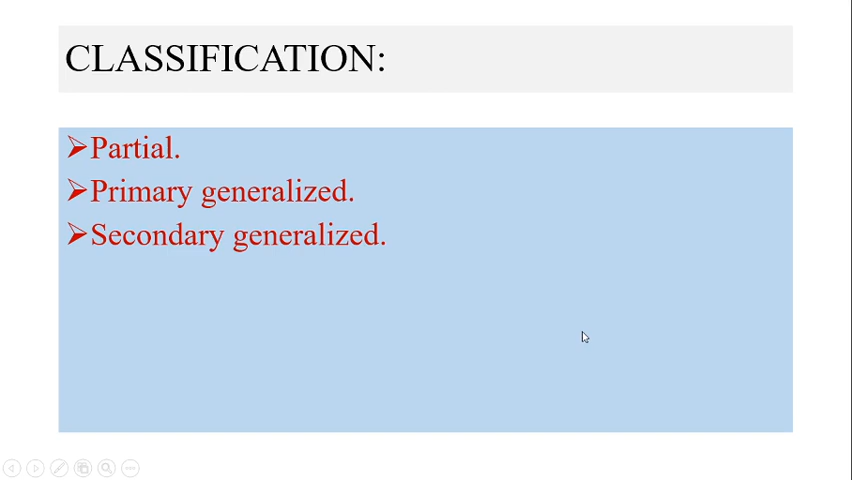 CLASSIFICATION:
➢Partial.
➢Primary generalized.
➢Secondary generalized.